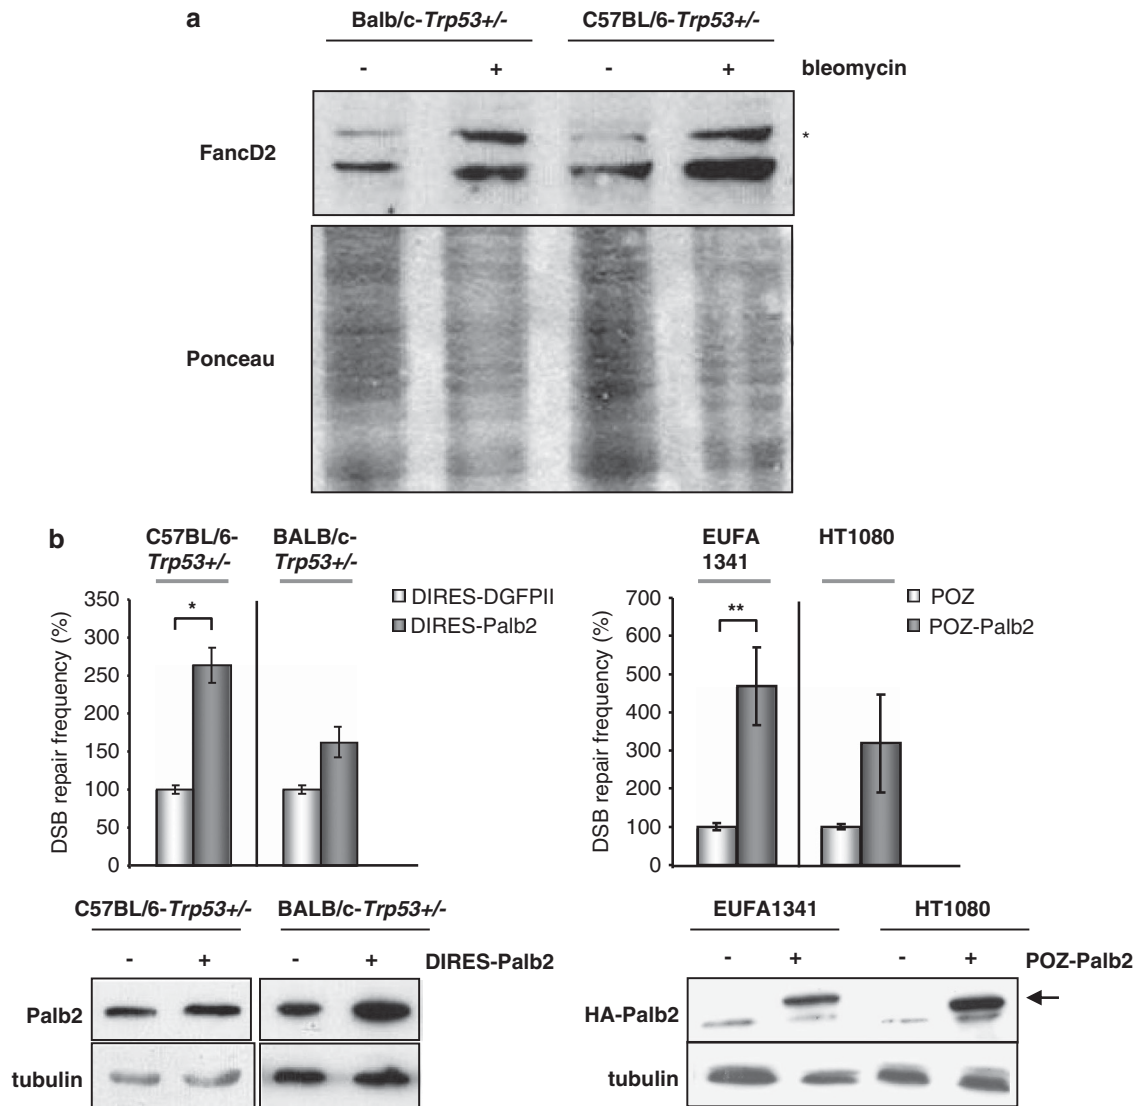 a
Balb/c-Trp53+/- C57BL/6-Trp53+/-
- + - + bleomycin
FancD2 *
Ponceau
b
C57BL/6-
Trp53+/-
BALB/c-
Trp53+/-
DIRES-DGFPII
DIRES-Palb2
DSB repair frequency (%)
350
300
250
200
150
100
50
0
*
EUFA
1341
HT1080
POZ
POZ-Palb2
DSB repair frequency (%)
700
600
500
400
300
200
100
0
**
C57BL/6-Trp53+/- BALB/c-Trp53+/-
- + - + DIRES-Palb2
Palb2
tubulin
EUFA1341 HT1080
- + - + POZ-Palb2
HA-Palb2
tubulin